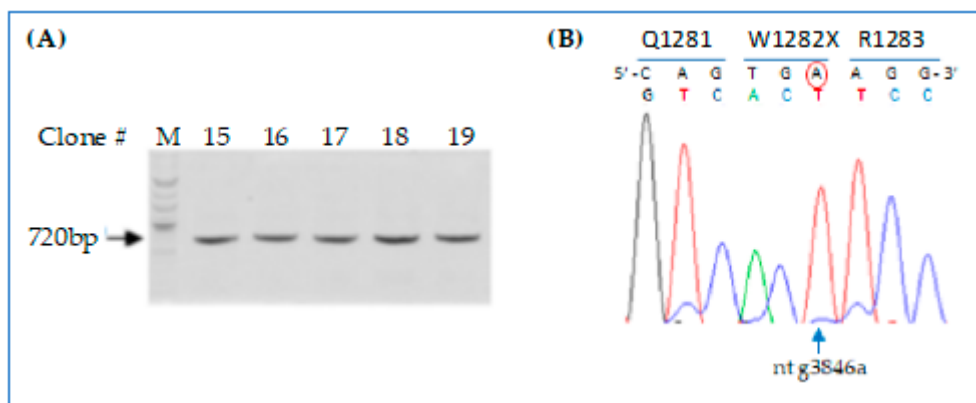 (A)
Clone # M 15 16 17 18 19
720bp
(B)
Q1281 W1282X R1283
5'-C A G T G A A G G-3'
G T C A C T T C C
nt g3846a